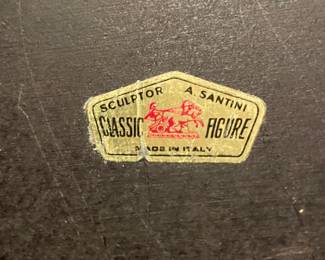 SCULPTOR A. SANTINI
CLASSIC FIGURE
MADE IN ITALY